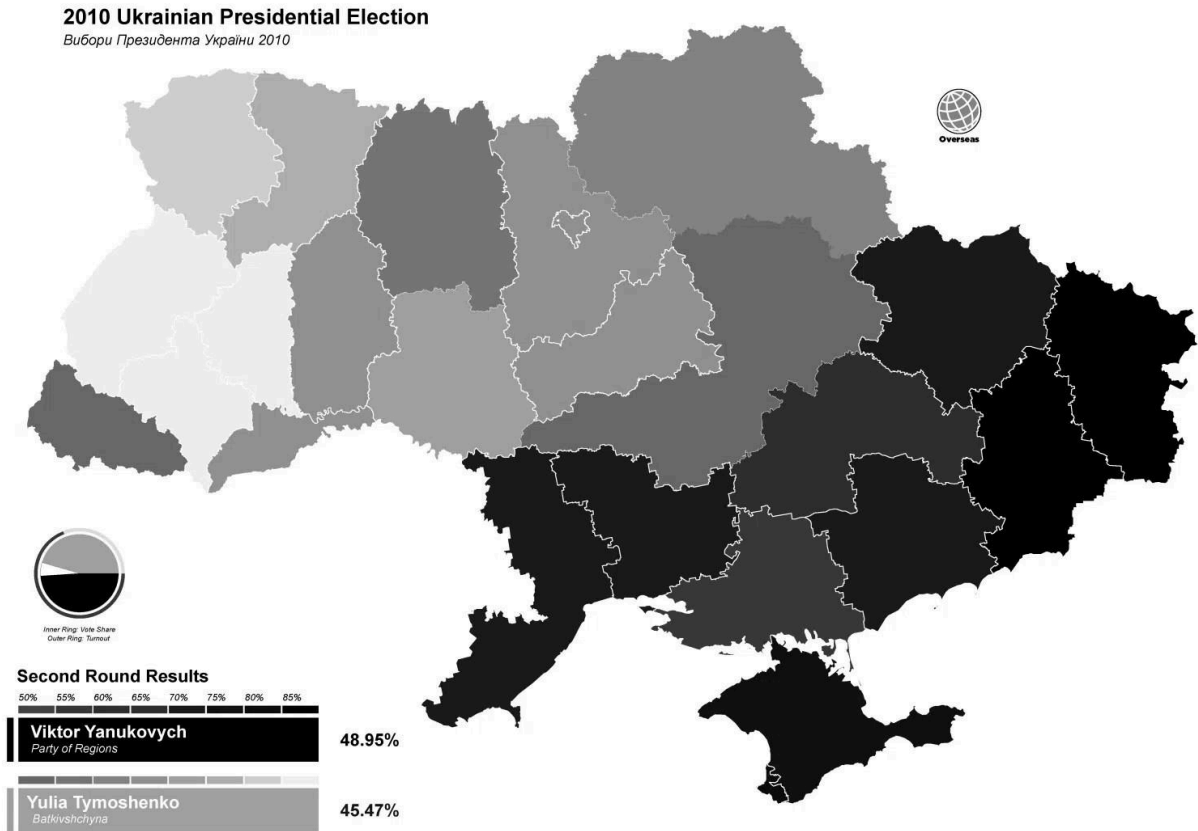 2010 Ukrainian Presidential Election
Вибори Президента України 2010
Overseas
Inner Ring: Vote Share
Outer Ring: Turnout
Second Round Results
50% 55% 60% 65% 70% 75% 80% 85%
Viktor Yanukovych
Party of Regions
48.95%
Yulia Tymoshenko
Batkivshchyna
45.47%